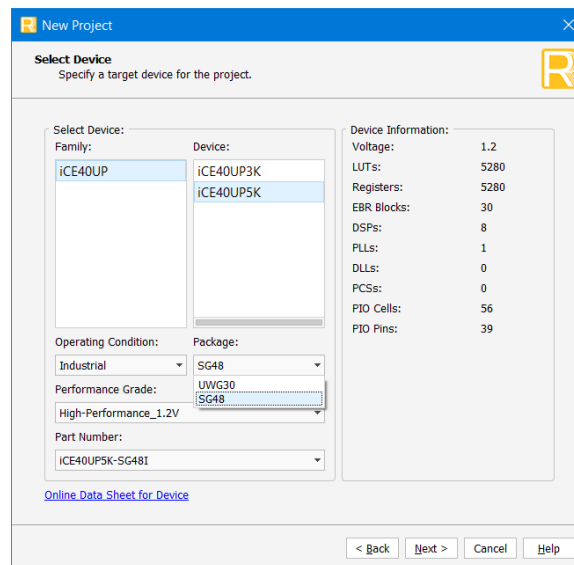 New Project
Select Device
Specify a target device for the project.
Select Device:
Family:
iCE40UP
Device:
iCE40UP3K
iCE40UP5K
Operating Condition:
Industrial
Package:
SG48
UWG30
SG48
Performance Grade:
High-Performance_1.2V
Part Number:
iCE40UP5K-SG48I
Device Information:
Voltage: 1.2
LUTs: 5280
Registers: 5280
EBR Blocks: 30
DSPs: 8
PLLs: 1
DLLs: 0
PCSs: 0
PIO Cells: 56
PIO Pins: 39
Online Data Sheet for Device
< Back
Next >
Cancel
Help